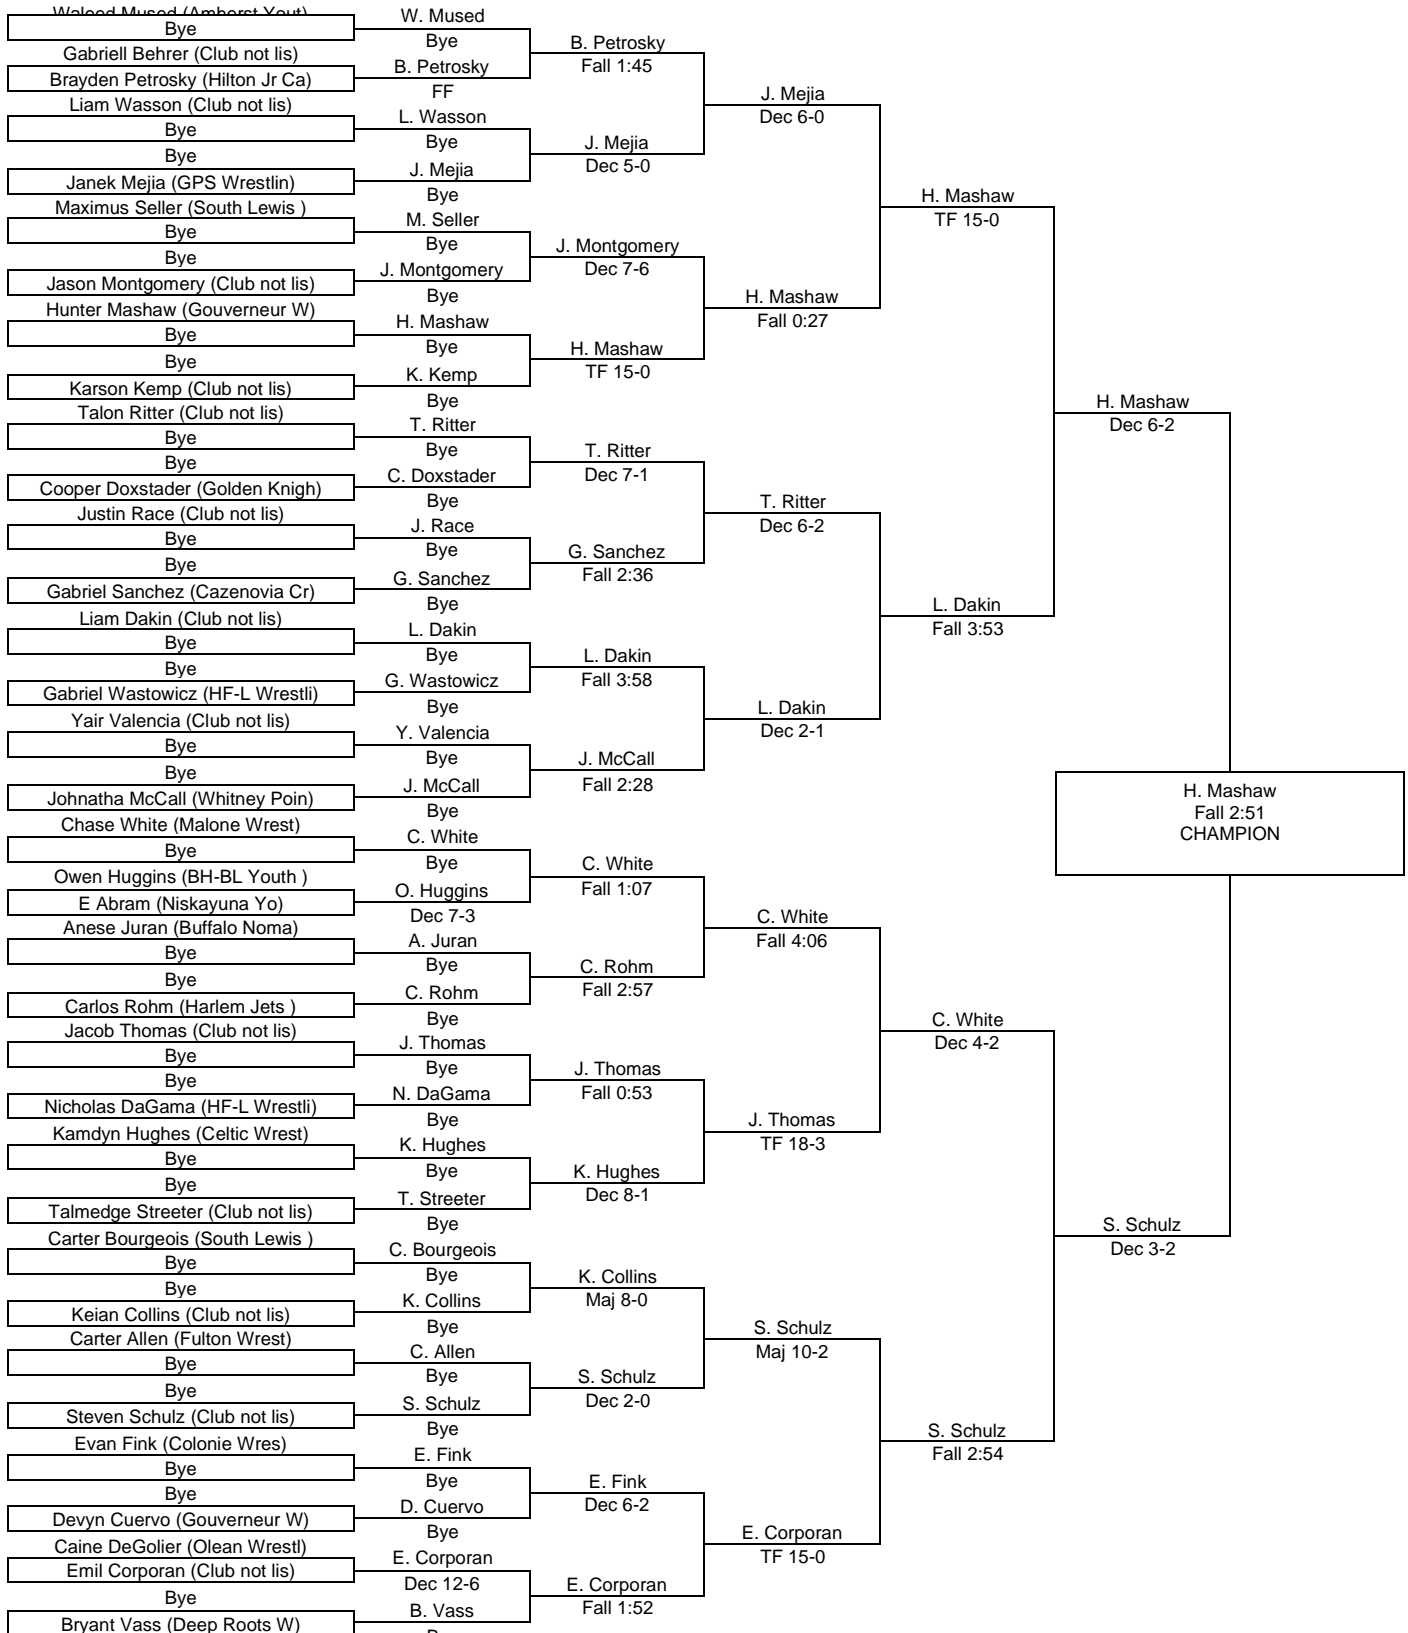 Waleed Mused (Amherst Yout)
Bye
Gabriell Behrer (Club not lis)
Brayden Petrosky (Hilton Jr Ca)
Liam Wasson (Club not lis)
Bye
Bye
Janek Mejia (GPS Wrestlin)
Maximus Seller (South Lewis )
Bye
Bye
Jason Montgomery (Club not lis)
Hunter Mashaw (Gouverneur W)
Bye
Bye
Karson Kemp (Club not lis)
Talon Ritter (Club not lis)
Bye
Bye
Cooper Doxstader (Golden Knigh)
Justin Race (Club not lis)
Bye
Bye
Gabriel Sanchez (Cazenovia Cr)
Liam Dakin (Club not lis)
Bye
Bye
Gabriel Wastowicz (HF-L Wrestli)
Yair Valencia (Club not lis)
Bye
Bye
Johnatha McCall (Whitney Poin)
Chase White (Malone Wrest)
Bye
Owen Huggins (BH-BL Youth )
E Abram (Niskayuna Yo)
Anese Juran (Buffalo Noma)
Bye
Bye
Carlos Rohm (Harlem Jets )
Jacob Thomas (Club not lis)
Bye
Bye
Nicholas DaGama (HF-L Wrestli)
Kamdyn Hughes (Celtic Wrest)
Bye
Bye
Talmedge Streeter (Club not lis)
Carter Bourgeois (South Lewis )
Bye
Bye
Keian Collins (Club not lis)
Carter Allen (Fulton Wrest)
Bye
Bye
Steven Schulz (Club not lis)
Evan Fink (Colonie Wres)
Bye
Bye
Devyn Cuervo (Gouverneur W)
Caine DeGolier (Olean Wrestl)
Emil Corporan (Club not lis)
Bye
Bryant Vass (Deep Roots W)
W. Mused
Bye
B. Petrosky
FF
L. Wasson
Bye
J. Mejia
Bye
M. Seller
Bye
J. Montgomery
Bye
H. Mashaw
Bye
K. Kemp
Bye
T. Ritter
Bye
C. Doxstader
Bye
J. Race
Bye
G. Sanchez
Bye
L. Dakin
Bye
G. Wastowicz
Bye
Y. Valencia
Bye
J. McCall
Bye
C. White
Bye
O. Huggins
Dec 7-3
A. Juran
Bye
C. Rohm
Bye
J. Thomas
Bye
N. DaGama
Bye
K. Hughes
Bye
T. Streeter
Bye
C. Bourgeois
Bye
K. Collins
Bye
C. Allen
Bye
S. Schulz
Bye
E. Fink
Bye
D. Cuervo
Bye
E. Corporan
Dec 12-6
B. Vass
B. Petrosky
Fall 1:45
J. Mejia
Dec 5-0
J. Montgomery
Dec 7-6
H. Mashaw
TF 15-0
T. Ritter
Dec 7-1
G. Sanchez
Fall 2:36
L. Dakin
Fall 3:58
J. McCall
Fall 2:28
C. White
Fall 1:07
C. Rohm
Fall 2:57
J. Thomas
Fall 0:53
K. Hughes
Dec 8-1
K. Collins
Maj 8-0
S. Schulz
Dec 2-0
E. Fink
Dec 6-2
E. Corporan
Fall 1:52
J. Mejia
Dec 6-0
H. Mashaw
Fall 0:27
T. Ritter
Dec 6-2
L. Dakin
Dec 2-1
C. White
Fall 4:06
J. Thomas
TF 18-3
S. Schulz
Maj 10-2
E. Corporan
TF 15-0
H. Mashaw
TF 15-0
L. Dakin
Fall 3:53
C. White
Dec 4-2
S. Schulz
Fall 2:54
H. Mashaw
Dec 6-2
S. Schulz
Dec 3-2
H. Mashaw
Fall 2:51
CHAMPION